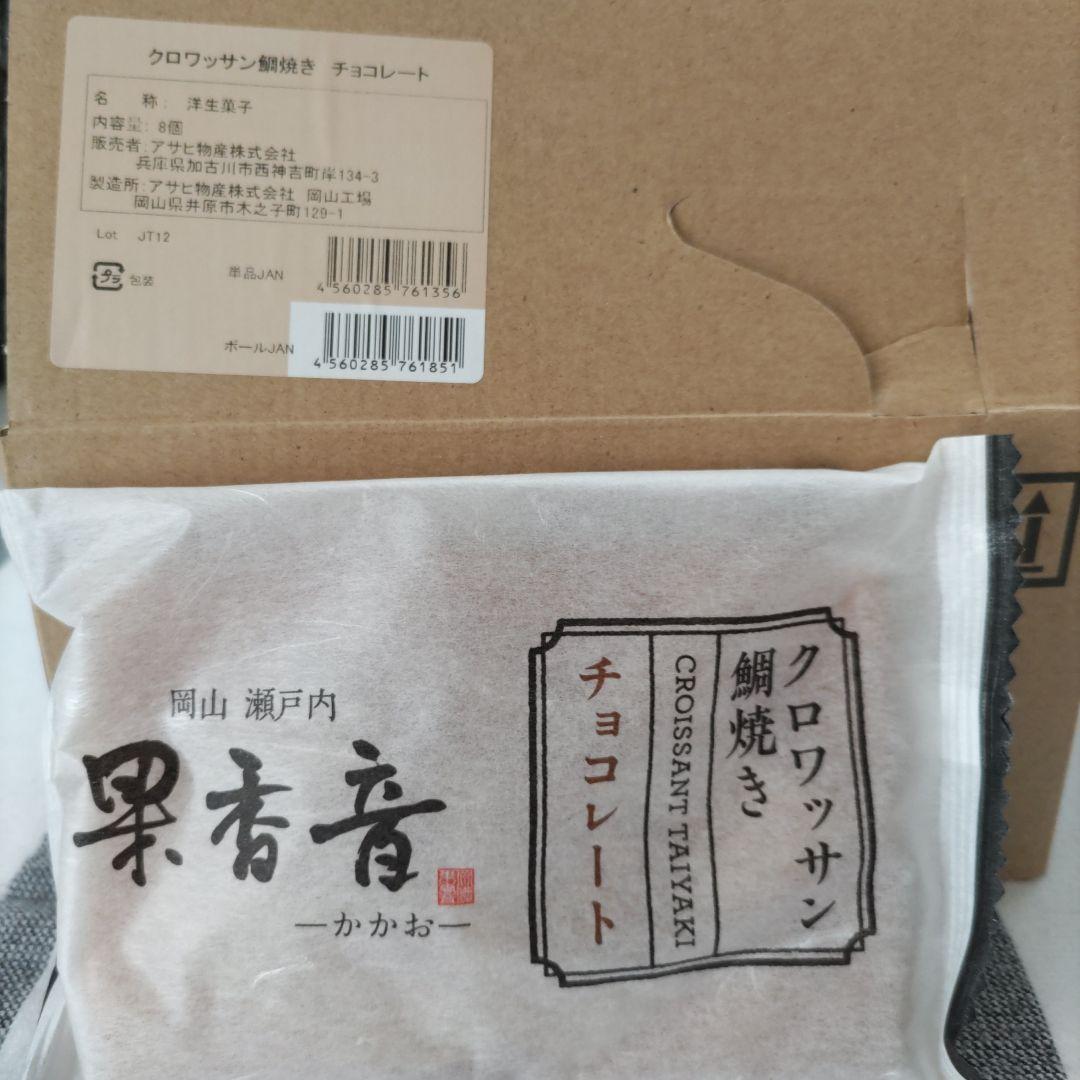 クロワッサン鯛焼き チョコレート
名 称: 洋生菓子
内容量: 8個
販売者:アサヒ物産株式会社
兵庫県加古川市西神吉町岸134-3
製造所:アサヒ物産株式会社 岡山工場
岡山県井原市木之子町129-1
Lot JT12
プラ 包装
単品JAN
4 560285 761356
ボールJAN
4 560285 761851
岡山 瀬戸内
果香音
―かかお―
クロワッサン
鯛焼き
CROISSANT TAIYAKI
チョコレート